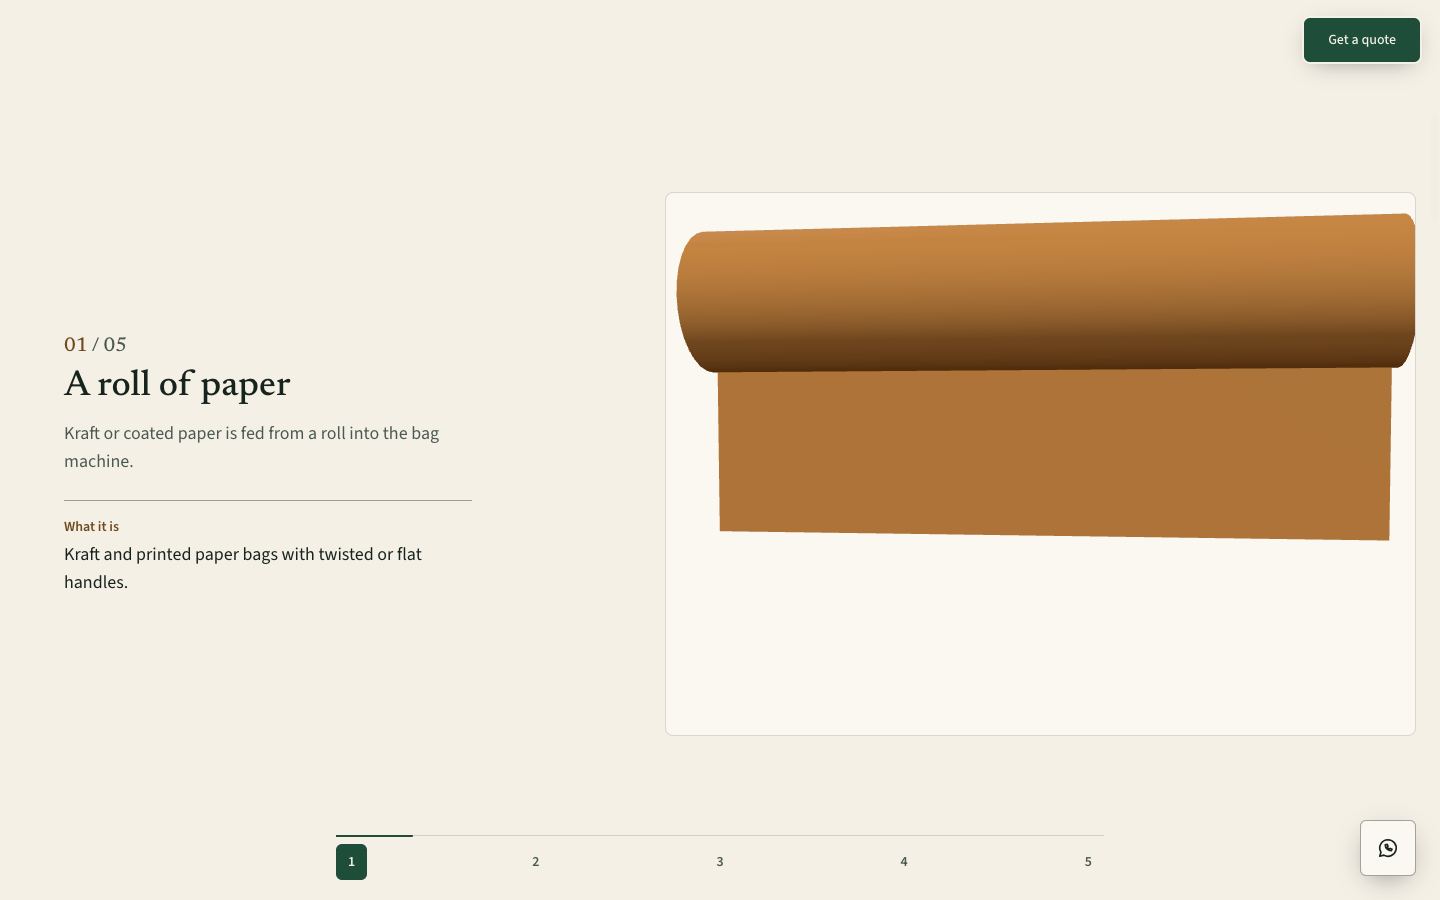 Get a quote
01 / 05
A roll of paper
Kraft or coated paper is fed from a roll into the bag
machine.
What it is
Kraft and printed paper bags with twisted or flat
handles.
1 2 3 4 5